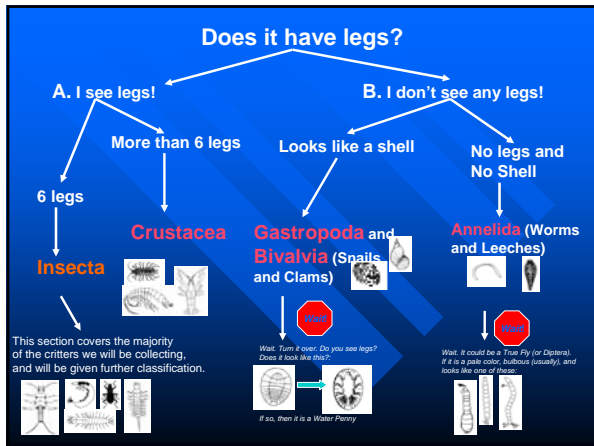 Does it have legs?
A. I see legs!
B. I don't see any legs!
More than 6 legs
Looks like a shell
No legs and
No Shell
6 legs
Crustacea
Gastropoda and
Bivalvia (Snails
and Clams)
Annelida (Worms
and Leeches)
Insecta
Wait!
Wait!
This section covers the majority
of the critters we will be collecting,
and will be given further classification.
Wait. Turn it over. Do you see legs?
Does it look like this?:
If so, then it is a Water Penny
Wait. It could be a True Fly (or Diptera).
If it is a pale color, bulbous (usually), and
looks like one of these: